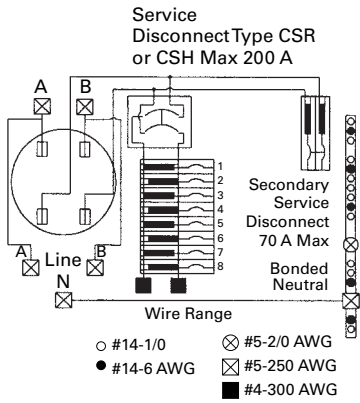 Service
Disconnect Type CSR
or CSH Max 200 A
A B
1
2
3
4
5
6
7
8
Secondary
Service
Disconnect
70 A Max
A Line B
N
Bonded
Neutral
Wire Range
#14-1/0
#14-6 AWG
#5-2/0 AWG
#5-250 AWG
#4-300 AWG